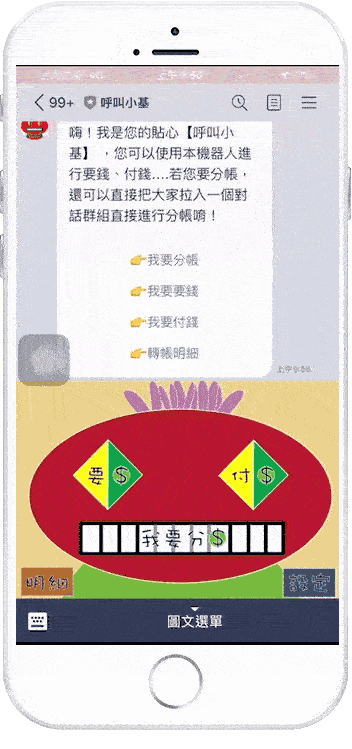 99+ 呼叫小基
嗨！我是您的貼心【呼叫小
基】 ，您可以使用本機器人進
行要錢、付錢....若您要分帳，
還可以直接把大家拉入一個對
話群組直接進行分帳唷！
👉我要分帳
👉我要要錢
👉我要付錢
👉轉帳明細
要$
付$
我要分$
明細
設定
圖文選單